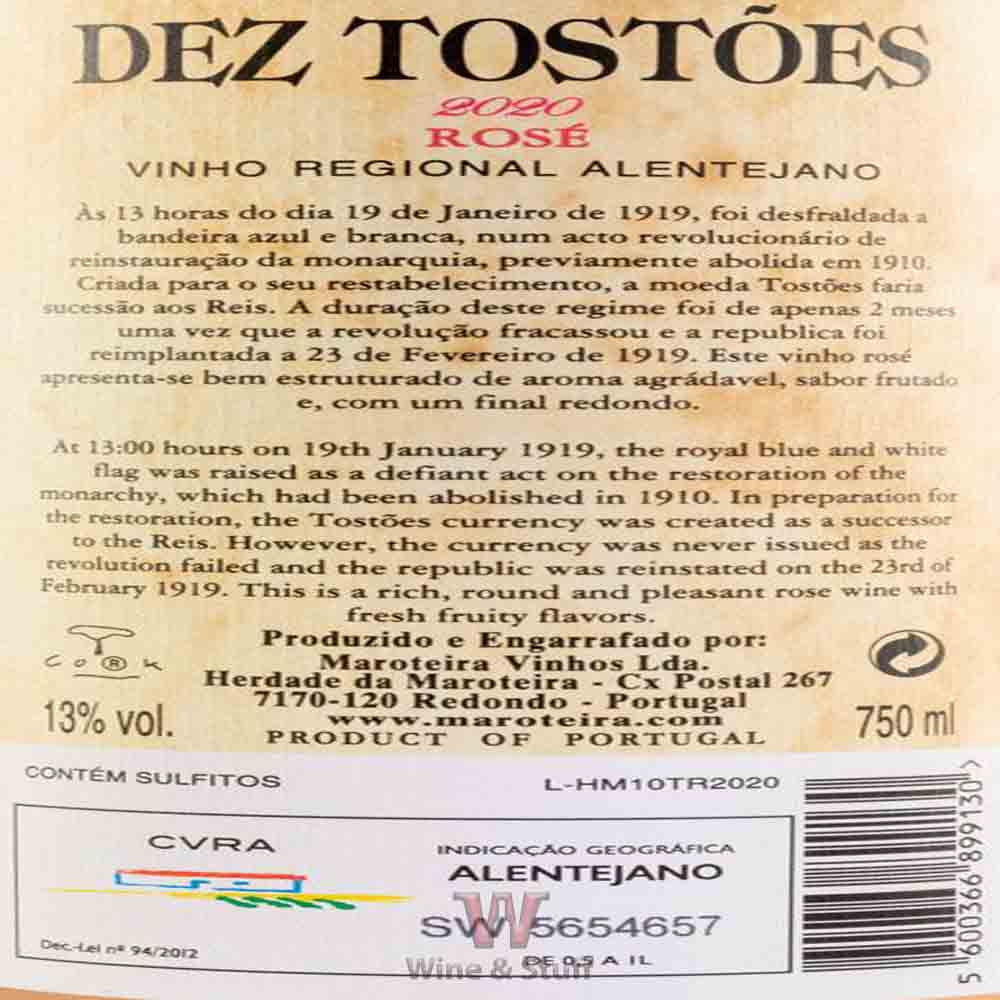 DEZ TOSTÕES
2020
ROSÉ
VINHO REGIONAL ALENTEJANO
Às 13 horas do dia 19 de Janeiro de 1919, foi desfraldada a
bandeira azul e branca, num acto revolucionário de
reinstauração da monarquia, previamente abolida em 1910.
Criada para o seu restabelecimento, a moeda Tostões faria
sucessão aos Reis. A duração deste regime foi de apenas 2 meses
uma vez que a revolução fracassou e a republica foi
reimplantada a 23 de Fevereiro de 1919. Este vinho rosé
apresenta-se bem estruturado de aroma agrádavel, sabor frutado
e, com um final redondo.
At 13:00 hours on 19th January 1919, the royal blue and white
flag was raised as a defiant act on the restoration of the
monarchy, which had been abolished in 1910. In preparation for
the restoration, the Tostões currency was created as a successor
to the Reis. However, the currency was never issued as the
revolution failed and the republic was reinstated on the 23rd of
February 1919. This is a rich, round and pleasant rose wine with
fresh fruity flavors.
Produzido e Engarrafado por:
Maroteira Vinhos Lda.
Herdade da Maroteira - Cx Postal 267
7170-120 Redondo - Portugal
www.maroteira.com
PRODUCT OF PORTUGAL
Co®k
13% vol.
750 ml
CONTÉM SULFITOS
L-HM10TR2020
CVRA
Dec.-Lei nº 94/2012
INDICAÇÃO GEOGRÁFICA
ALENTEJANO
SW 5654657
DE 0,5 A 1L
W
Wine & Stuff
5 600366 899130 >